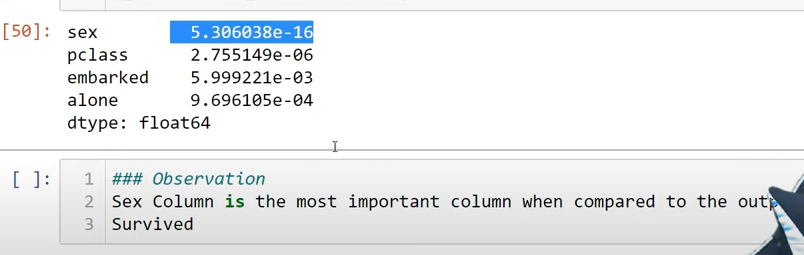 [50]: sex 5.306038e-16
pclass 2.755149e-06
embarked 5.999221e-03
alone 9.696105e-04
dtype: float64
[ ]: 1 ### Observation
2 Sex Column is the most important column when compared to the
3 Survived